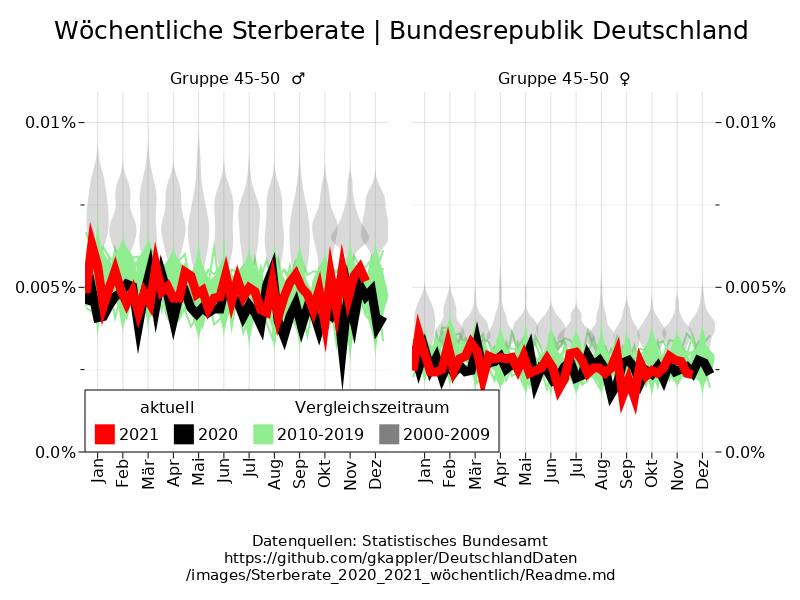 Wöchentliche Sterberate | Bundesrepublik Deutschland
Gruppe 45-50 ♂
Gruppe 45-50 ♀
0.01%
0.01%
0.005%
0.005%
0.0%
0.0%
aktuell
Vergleichszeitraum
2021
2020
2010-2019
2000-2009
Jan
Feb
Mär
Apr
Mai
Jun
Jul
Aug
Sep
Okt
Nov
Dez
Jan
Feb
Mär
Apr
Mai
Jun
Jul
Aug
Sep
Okt
Nov
Dez
Datenquellen: Statistisches Bundesamt
https://github.com/gkappler/DeutschlandDaten
/images/Sterberate_2020_2021_wöchentlich/Readme.md